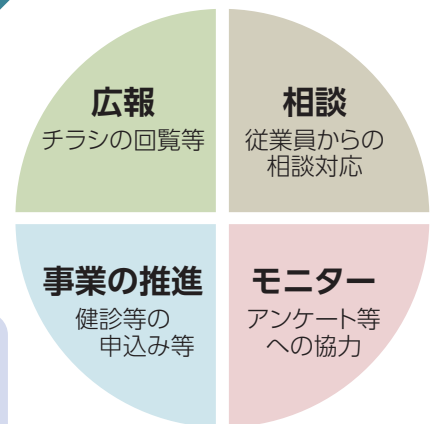 広報
チラシの回覧等
相談
従業員からの
相談対応
事業の推進
健診等の
申込み等
モニター
アンケート等
への協力